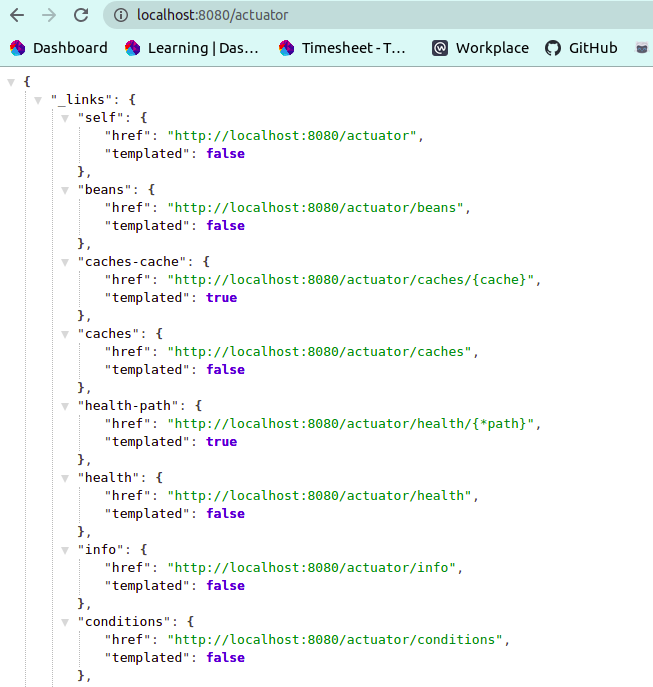 localhost:8080/actuator
Dashboard Learning | Das... Timesheet - T... Workplace GitHub
{
"_links": {
"self": {
"href": "http://localhost:8080/actuator",
"templated": false
},
"beans": {
"href": "http://localhost:8080/actuator/beans",
"templated": false
},
"caches-cache": {
"href": "http://localhost:8080/actuator/caches/{cache}",
"templated": true
},
"caches": {
"href": "http://localhost:8080/actuator/caches",
"templated": false
},
"health-path": {
"href": "http://localhost:8080/actuator/health/{*path}",
"templated": true
},
"health": {
"href": "http://localhost:8080/actuator/health",
"templated": false
},
"info": {
"href": "http://localhost:8080/actuator/info",
"templated": false
},
"conditions": {
"href": "http://localhost:8080/actuator/conditions",
"templated": false
},